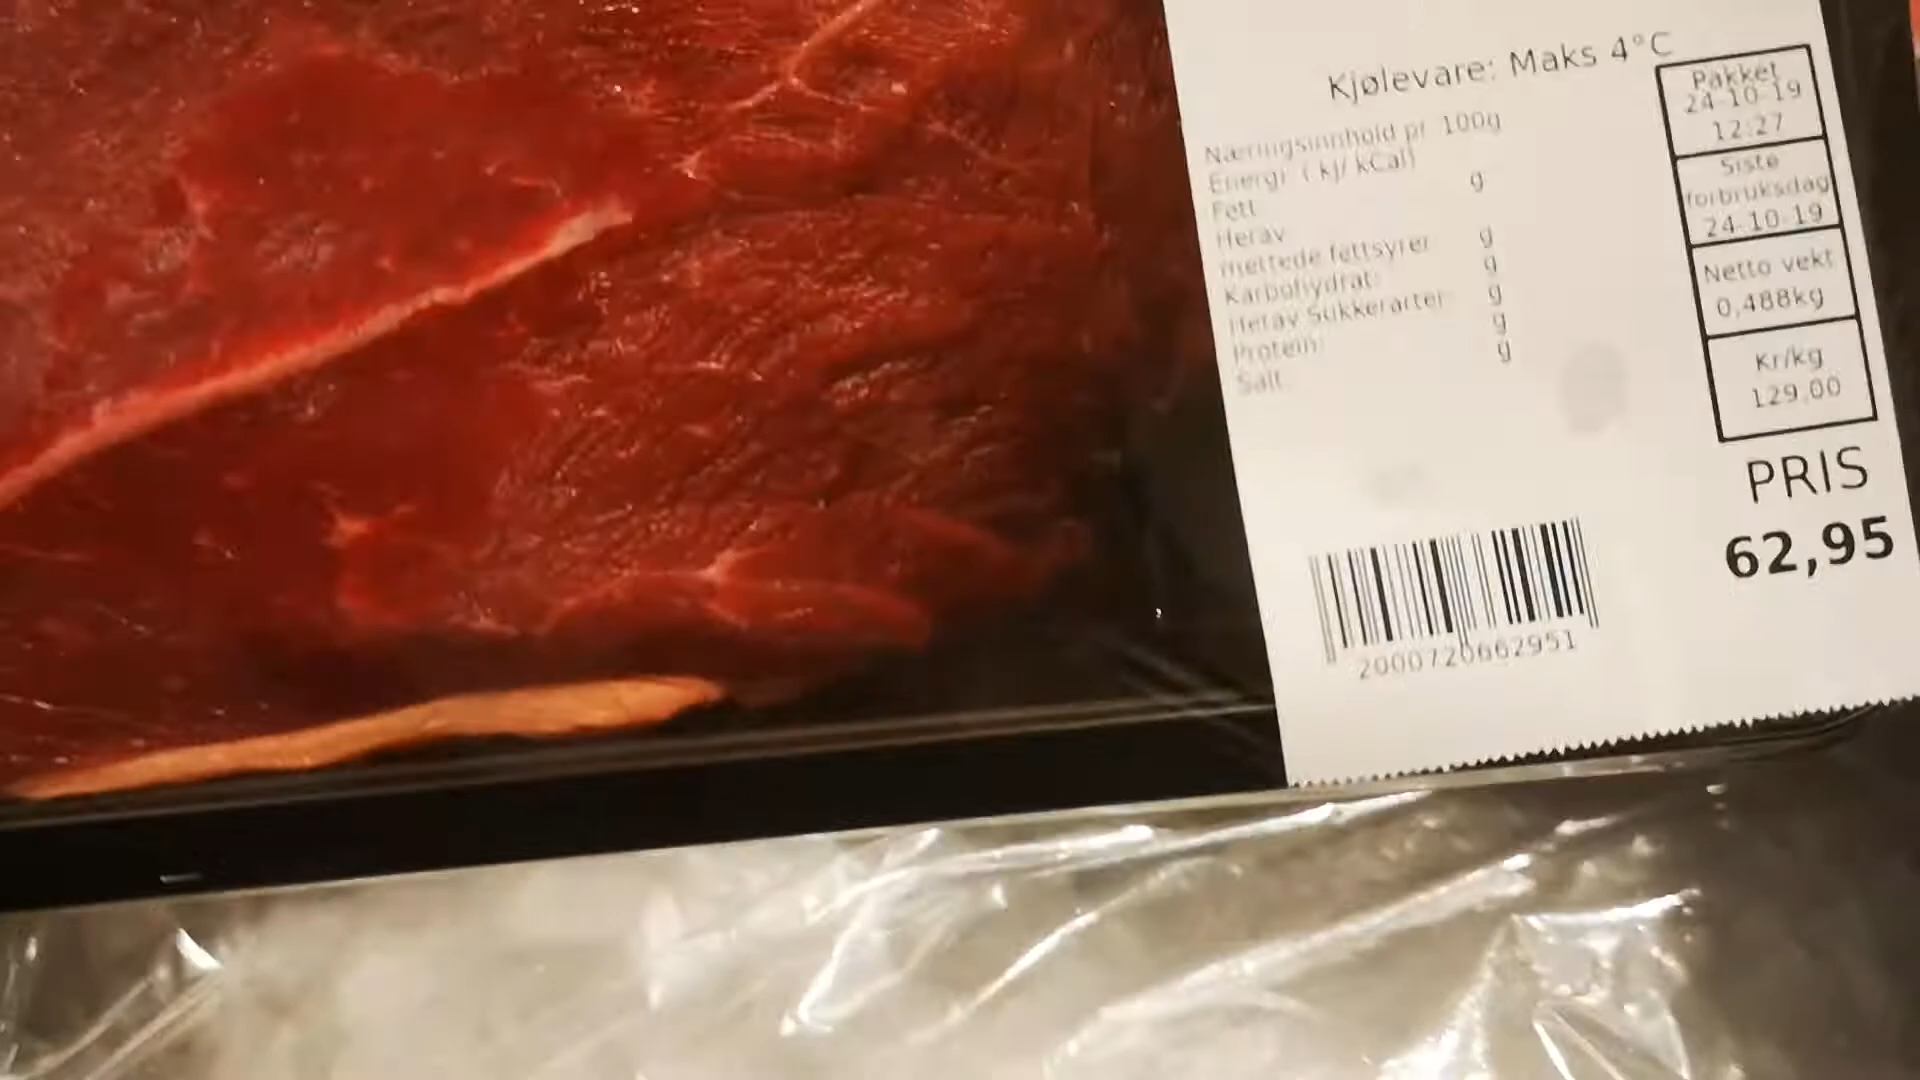 Kjølevare: Maks 4°C
Næringsinnhold pr 100g
Energi ( kJ/ kCal)
Fett: g
Herav
mettede fettsyrer g
Karbohydrat: g
Herav Sukkerarter g
Protein: g
Salt g
Pakket
24-10-19
12:27
Siste
forbruksdag
24-10-19
Netto vekt
0,488kg
Kr/kg
129,00
PRIS
62,95
2000720662951